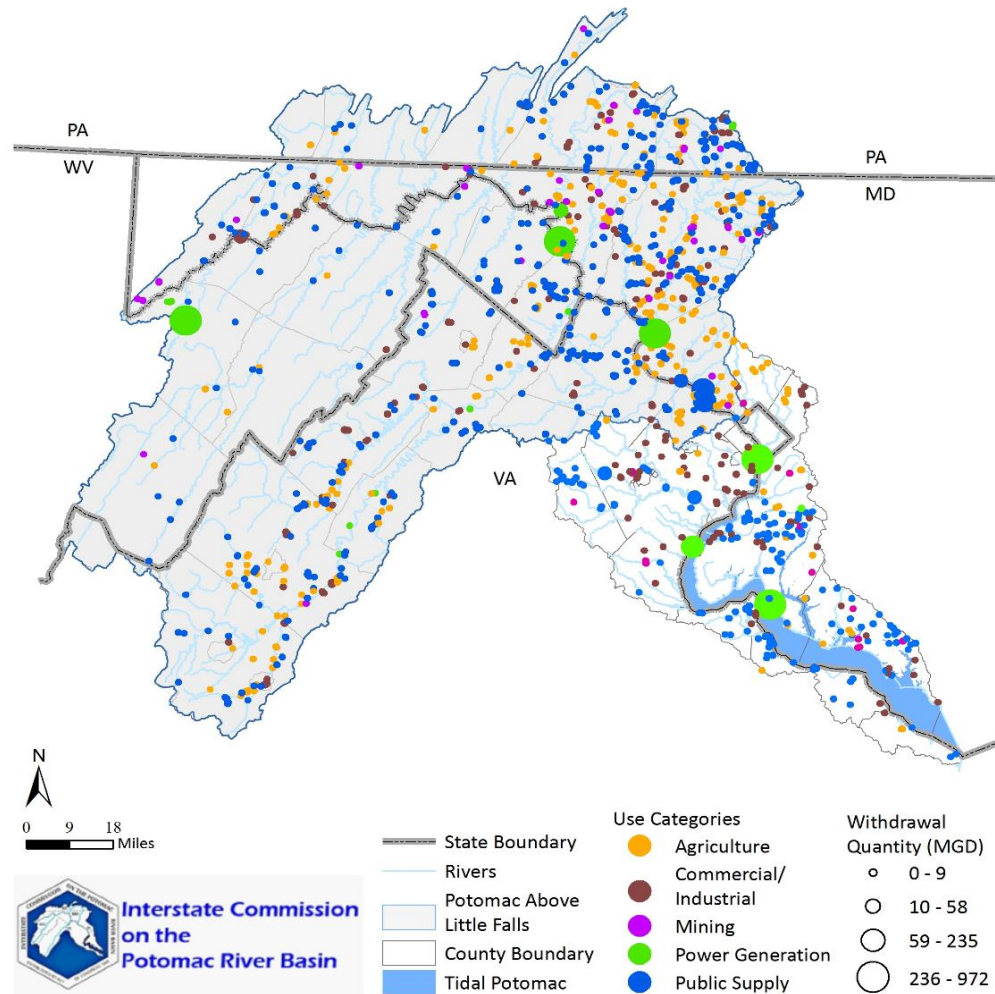 PA
WV
PA
MD
VA
N
0 9 18
Miles
Interstate Commission
on the
Potomac River Basin
State Boundary
Rivers
Potomac Above
Little Falls
County Boundary
Tidal Potomac
Use Categories
Agriculture
Commercial/
Industrial
Mining
Power Generation
Public Supply
Withdrawal
Quantity (MGD)
0 - 9
10 - 58
59 - 235
236 - 972